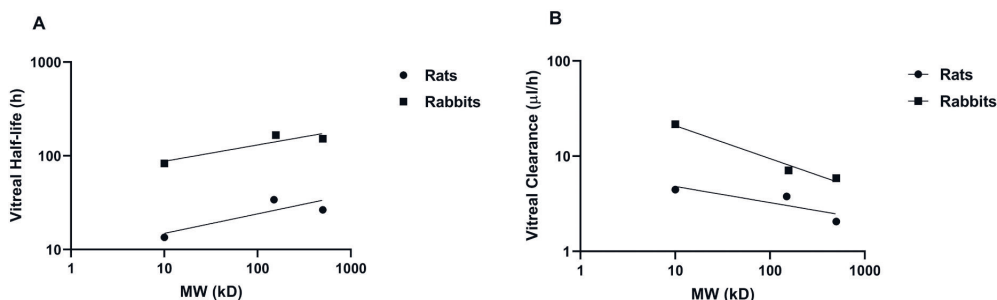 A
Vitreal Half-life (h)
1000
100
10
1
10
100
1000
MW (kD)
Rats
Rabbits
B
Vitreal Clearance (µl/h)
100
10
1
1
10
100
1000
MW (kD)
Rats
Rabbits